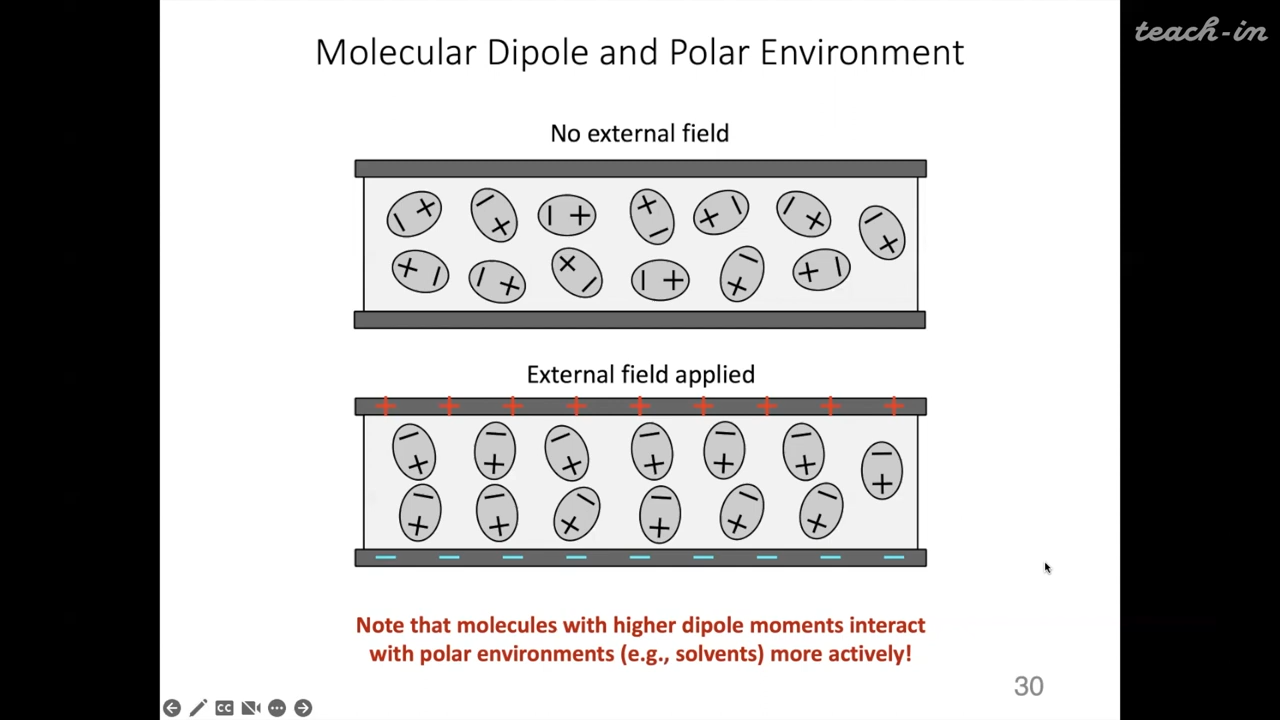 teach-in
Molecular Dipole and Polar Environment
No external field
External field applied
Note that molecules with higher dipole moments interact
with polar environments (e.g., solvents) more actively!
30
CC